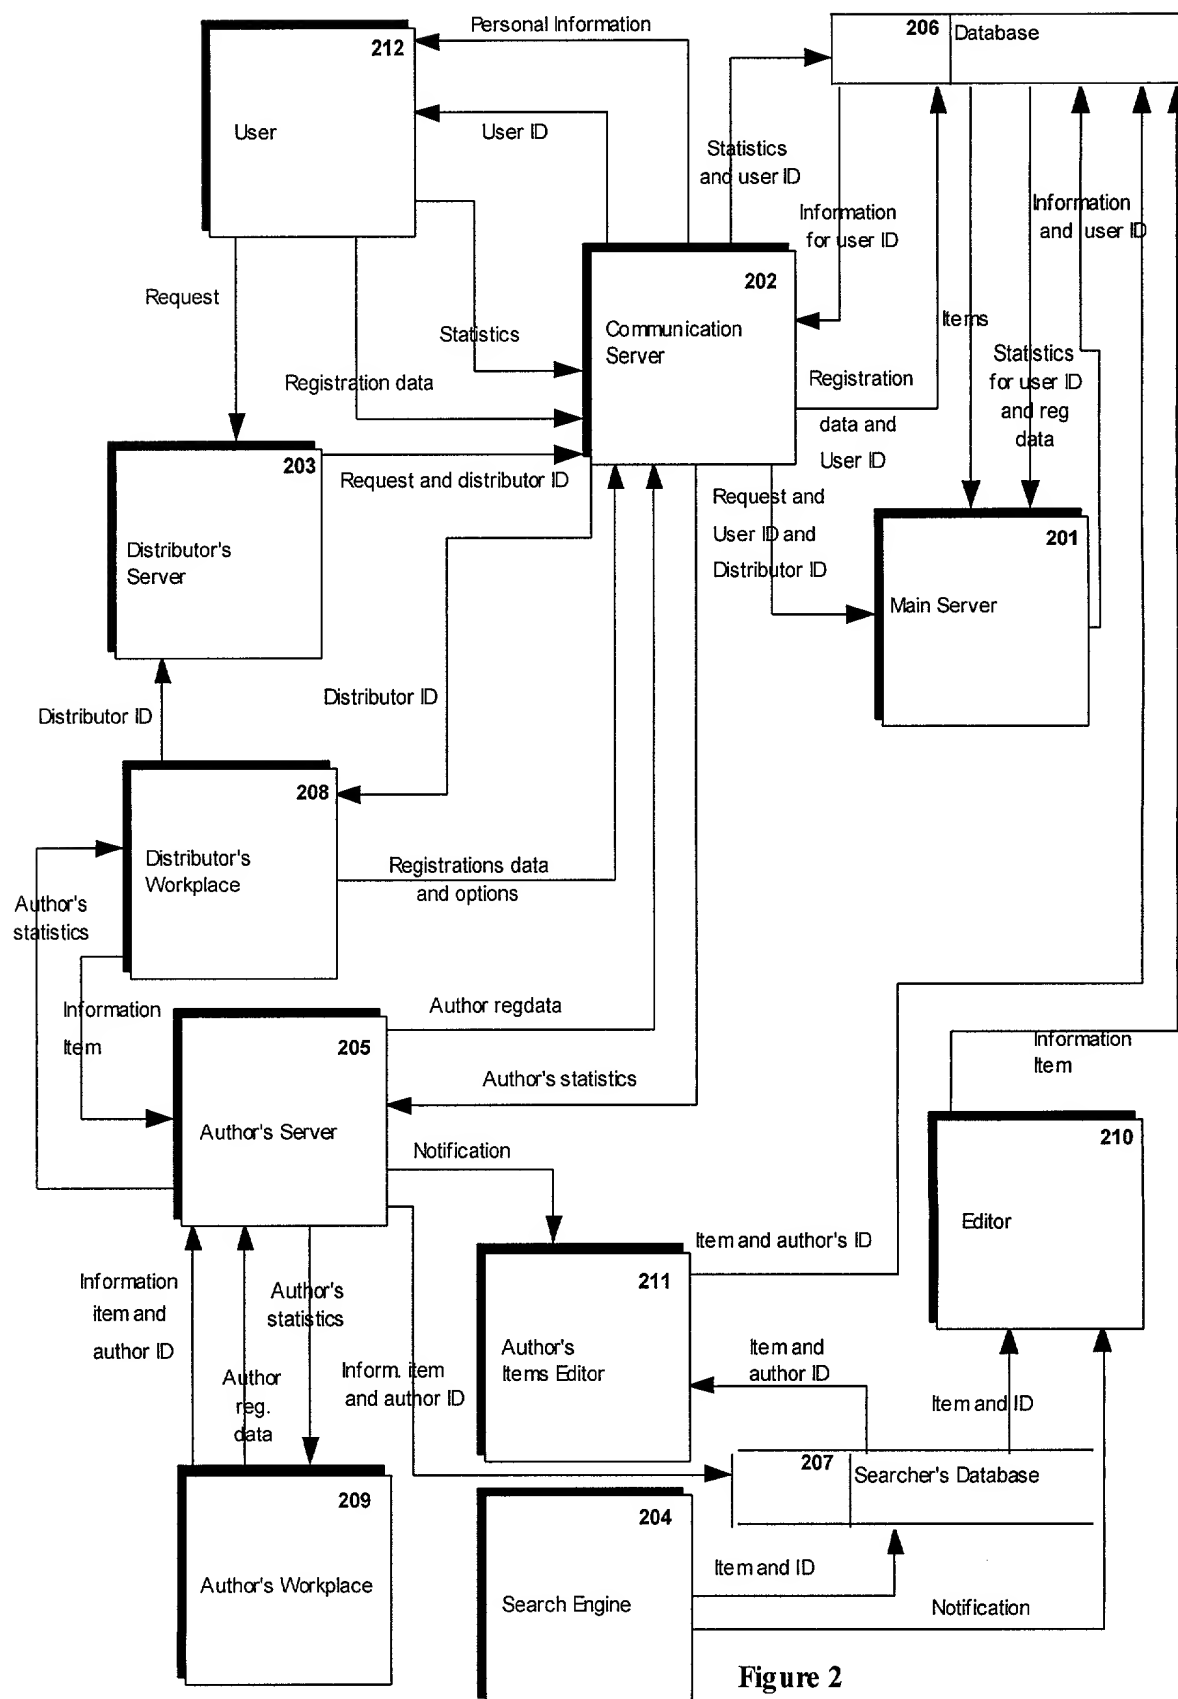 Personal Information
212
206
Database
User
User ID
Statistics
and user ID
Information
for user ID
Information
and user ID
202
Request
Communication
Server
Items
Statistics
Statistics
for user ID
and reg
data
Registration data
Registration
data and
User ID
203
Request and distributor ID
Request and
User ID and
Distributor ID
201
Distributor's
Server
Main Server
Distributor ID
Distributor ID
208
Distributor's
Workplace
Registrations data
and options
Author's
statistics
Information
Item
Author regdata
205
Information
Item
Author's statistics
Author's Server
210
Notification
Editor
Item and author's ID
211
Information
item and
author ID
Author's
statistics
Author's
Items Editor
Item and
author ID
Inform. item
and author ID
Author
reg.
data
Item and ID
207
Searcher's Database
209
204
Item and ID
Author's Workplace
Search Engine
Notification
Figure 2